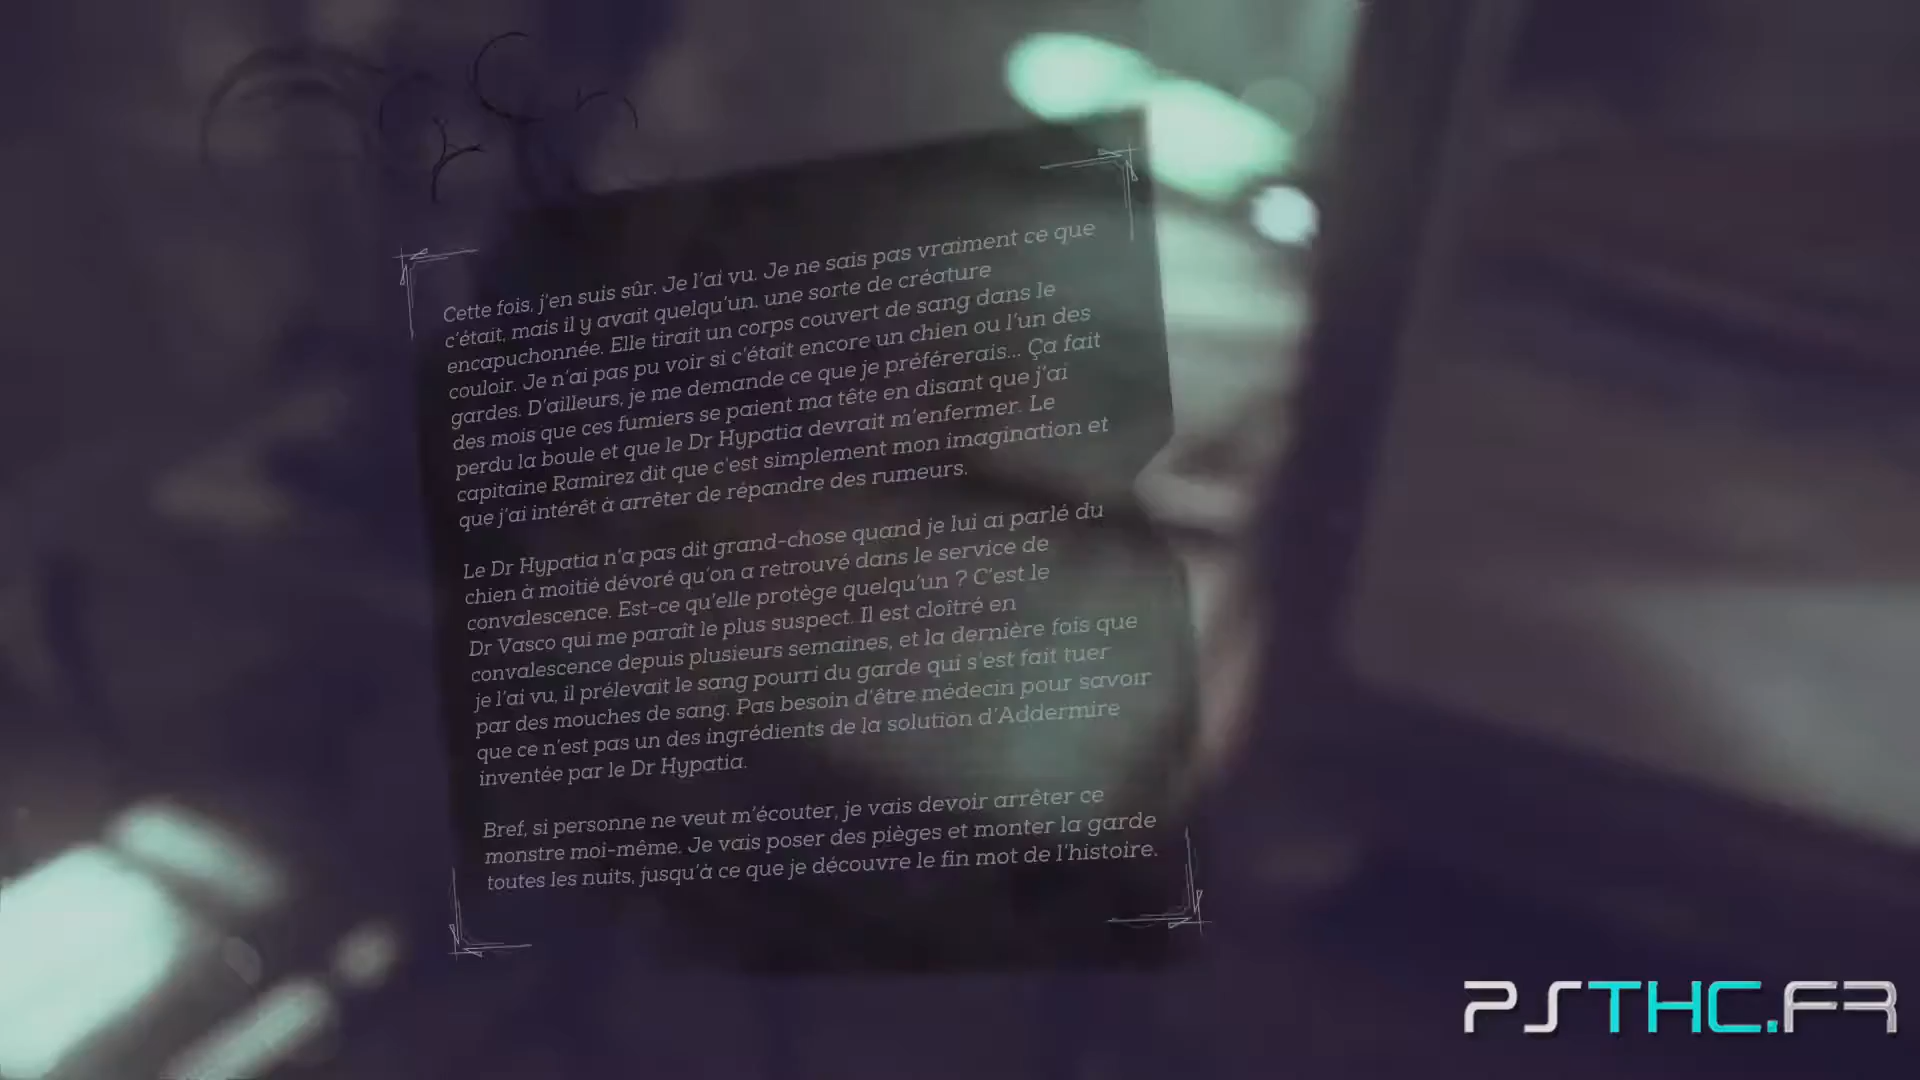 Cette fois, j'en suis sûr. Je l'ai vu. Je ne sais pas vraiment ce que
c'était, mais il y avait quelqu'un, une sorte de créature
encapuchonnée. Elle tirait un corps couvert de sang dans le
couloir. Je n'ai pas pu voir si c'était encore un chien ou l'un des
gardes. D'ailleurs, je me demande ce que je préférerais... Ça fait
des mois que ces fumiers se paient ma tête en disant que j'ai
perdu la boule et que le Dr Hypatia devrait m'enfermer. Le
capitaine Ramirez dit que c'est simplement mon imagination et
que j'ai intérêt à arrêter de répandre des rumeurs.
Le Dr Hypatia n'a pas dit grand-chose quand je lui ai parlé du
chien à moitié dévoré qu'on a retrouvé dans le service de
convalescence. Est-ce qu'elle protège quelqu'un ? C'est le
Dr Vasco qui me paraît le plus suspect. Il est cloîtré en
convalescence depuis plusieurs semaines, et la dernière fois que
je l'ai vu, il prélevait le sang pourri du garde qui s'est fait tuer
par des mouches de sang. Pas besoin d'être médecin pour savoir
que ce n'est pas un des ingrédients de la solution d'Addermire
inventée par le Dr Hypatia.
Bref, si personne ne veut m'écouter, je vais devoir arrêter ce
monstre moi-même. Je vais poser des pièges et monter la garde
toutes les nuits, jusqu'à ce que je découvre le fin mot de l'histoire.
PSTHC.FR